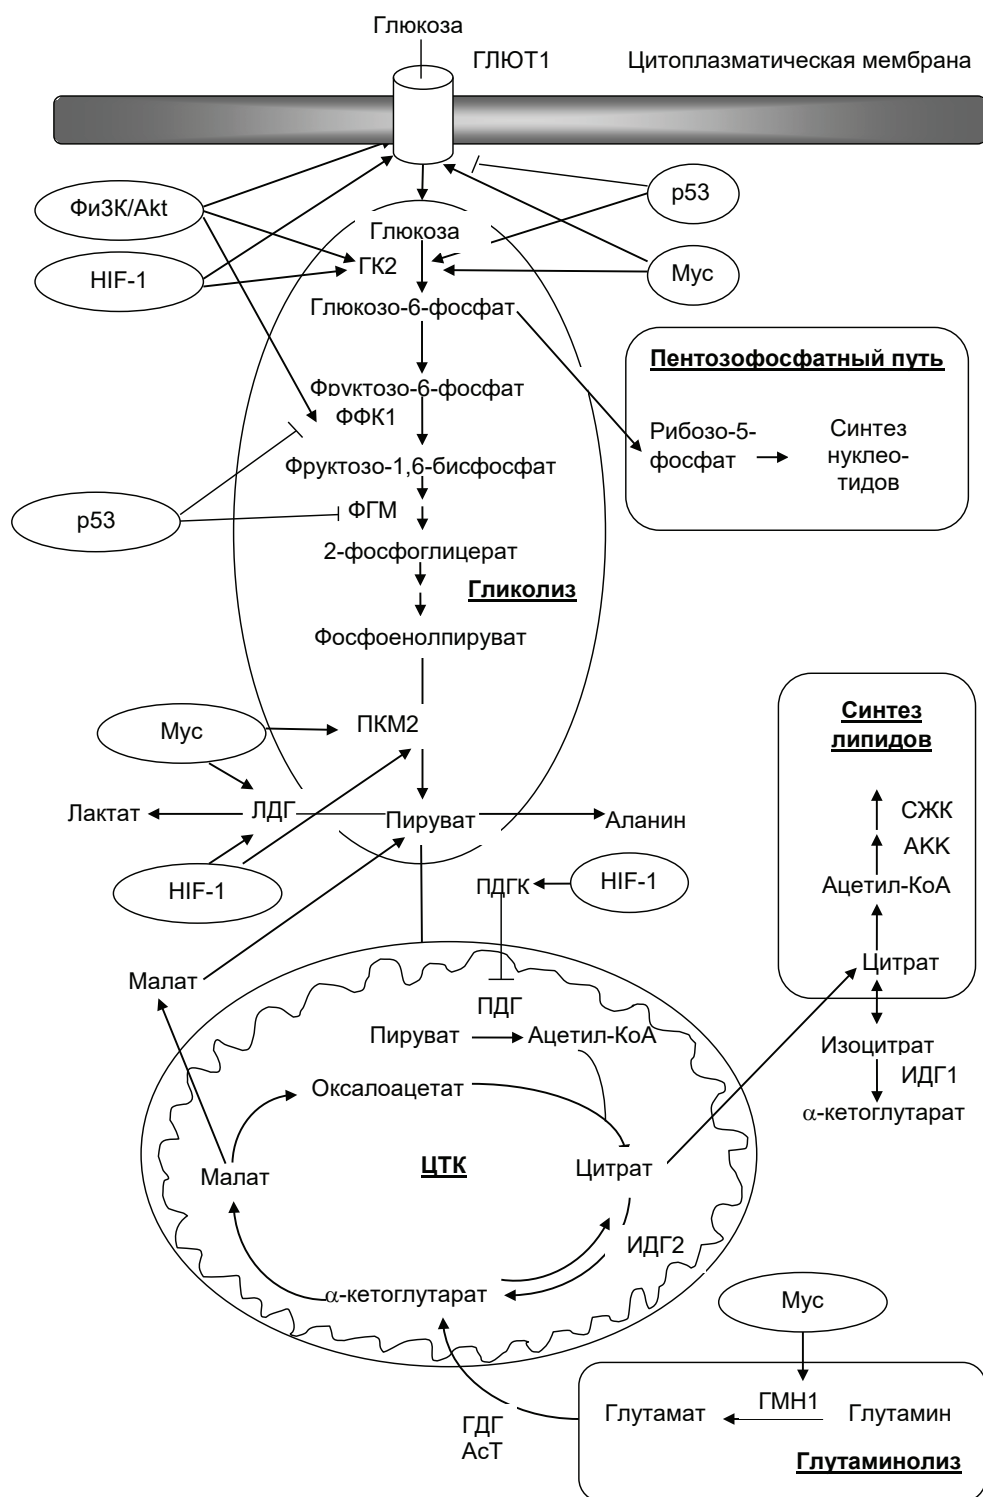 Глюкоза
ГЛЮТ1
Цитоплазматическая мембрана
Фи3К/Akt
p53
Глюкоза
HIF-1
ГК2
Myc
Глюкозо-6-фосфат
Пентозофосфатный путь
Фруктозо-6-фосфат
ФФК1
Рибозо-5-
фосфат
Синтез
нуклео-
тидов
Фруктозо-1,6-бисфосфат
p53
ФГМ
2-фосфоглицерат
Гликолиз
Фосфоенолпируват
Myc
ПКМ2
Синтез
липидов
Лактат
ЛДГ
Пируват
Аланин
СЖК
АКК
HIF-1
ПДГК
HIF-1
Ацетил-КоА
Малат
Цитрат
ПДГ
Пируват
Ацетил-КоА
Изоцитрат
ИДГ1
Оксалоацетат
α-кетоглутарат
Малат
ЦТК
Цитрат
ИДГ2
α-кетоглутарат
Myc
ГДГ
АсТ
Глутамат
ГМН1
Глутамин
Глутаминолиз